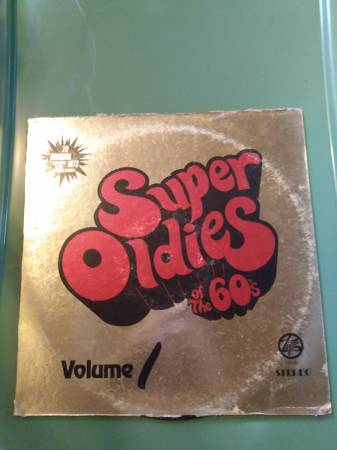 Super
Oldies
of
The 60's
Volume 1
STEREO